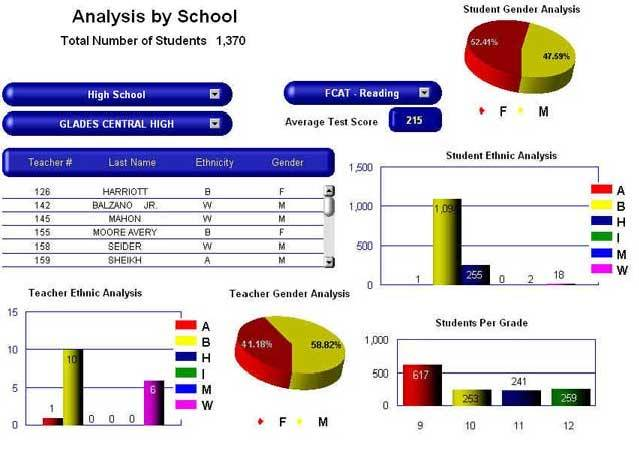 Analysis by School
Total Number of Students 1,370
Student Gender Analysis
52.41%
47.59%
F M
High School
GLADES CENTRAL HIGH
FCAT - Reading
Average Test Score 215
Teacher # Last Name Ethnicity Gender
126 HARRIOTT B F
142 BALZANO JR. W M
145 MAHON W M
155 MOORE AVERY B F
158 SEIDER W M
159 SHEIKH A M
Student Ethnic Analysis
1,500
1,000
500
0
1
255
0
2
18
A
B
H
I
M
W
Teacher Ethnic Analysis
15
10
5
0
1
10
0
0
0
6
A
B
H
I
M
W
Teacher Gender Analysis
41.18%
58.82%
F M
Students Per Grade
1,000
500
0
617
253
241
259
9 10 11 12